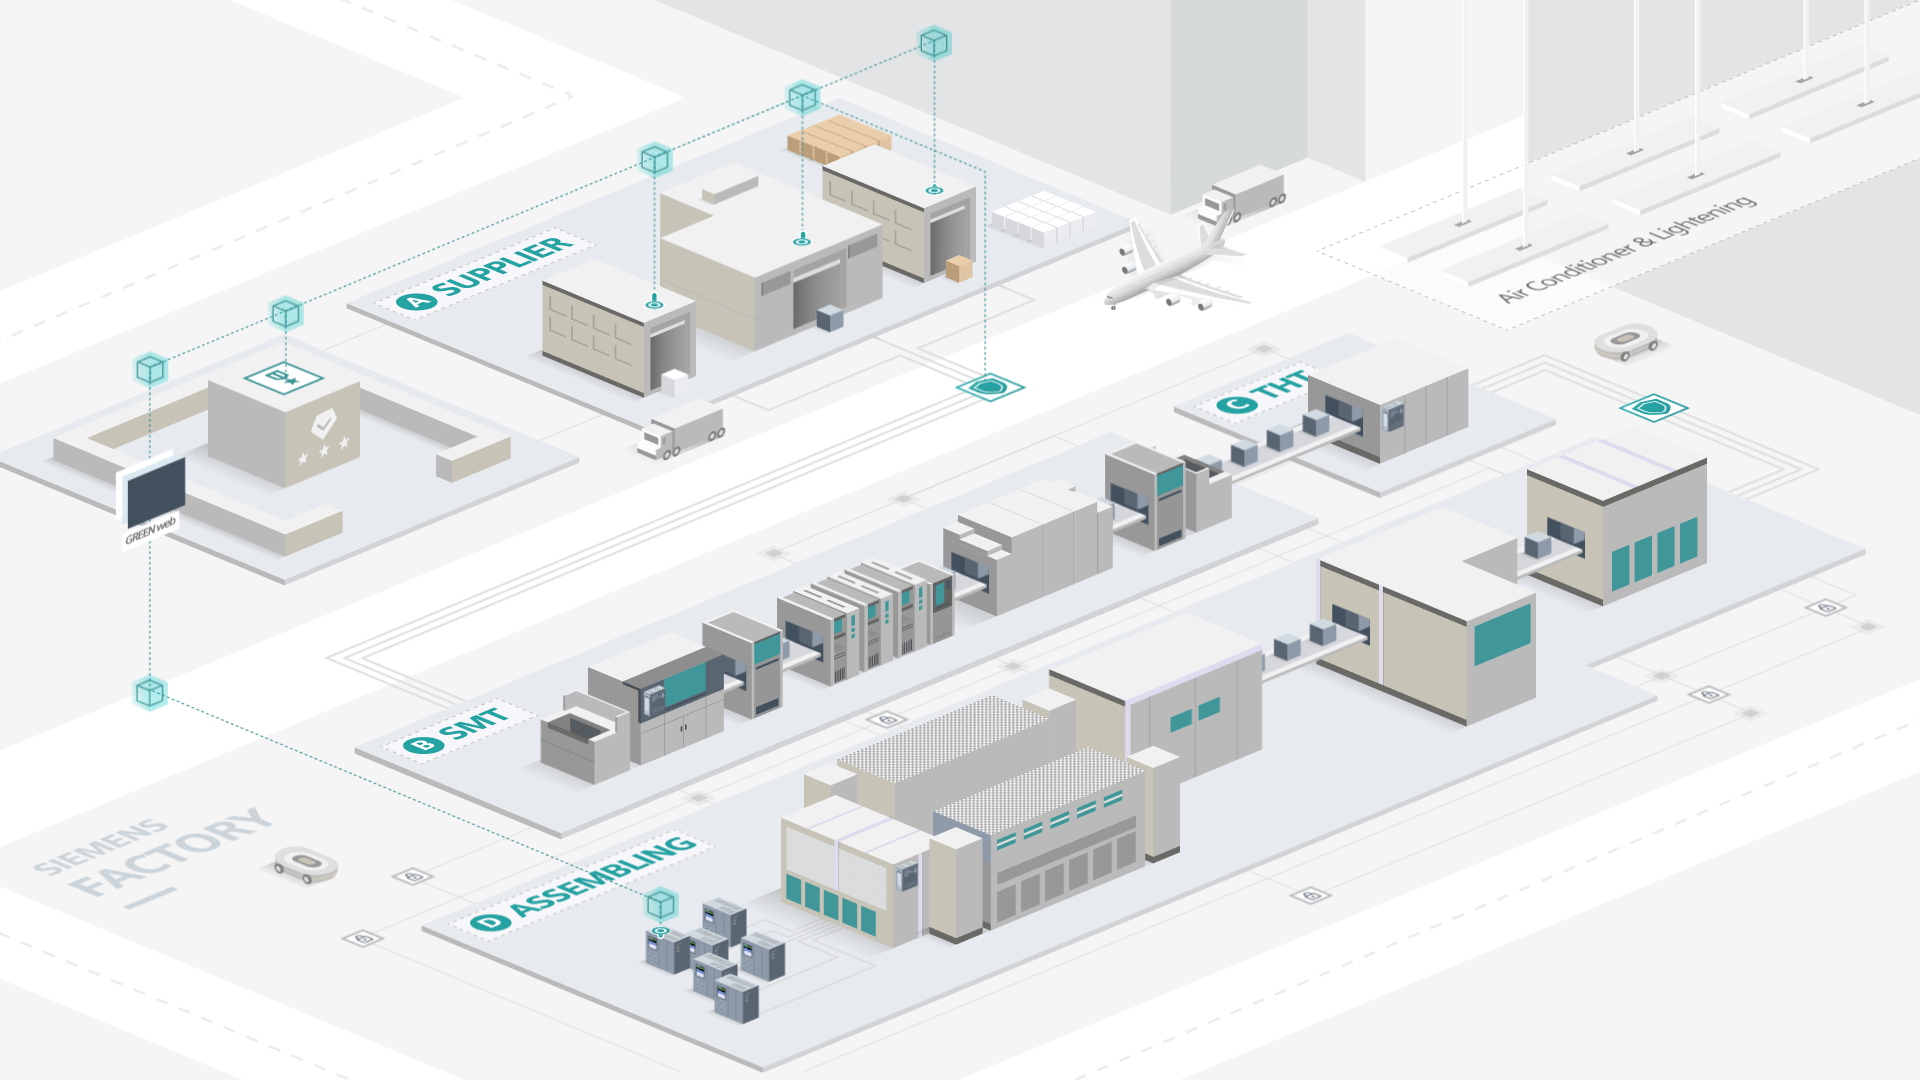 A SUPPLIER
Air Conditioner & Lightening
C THT
GREEN web
B SMT
SIEMENS
FACTORY
D ASSEMBLING